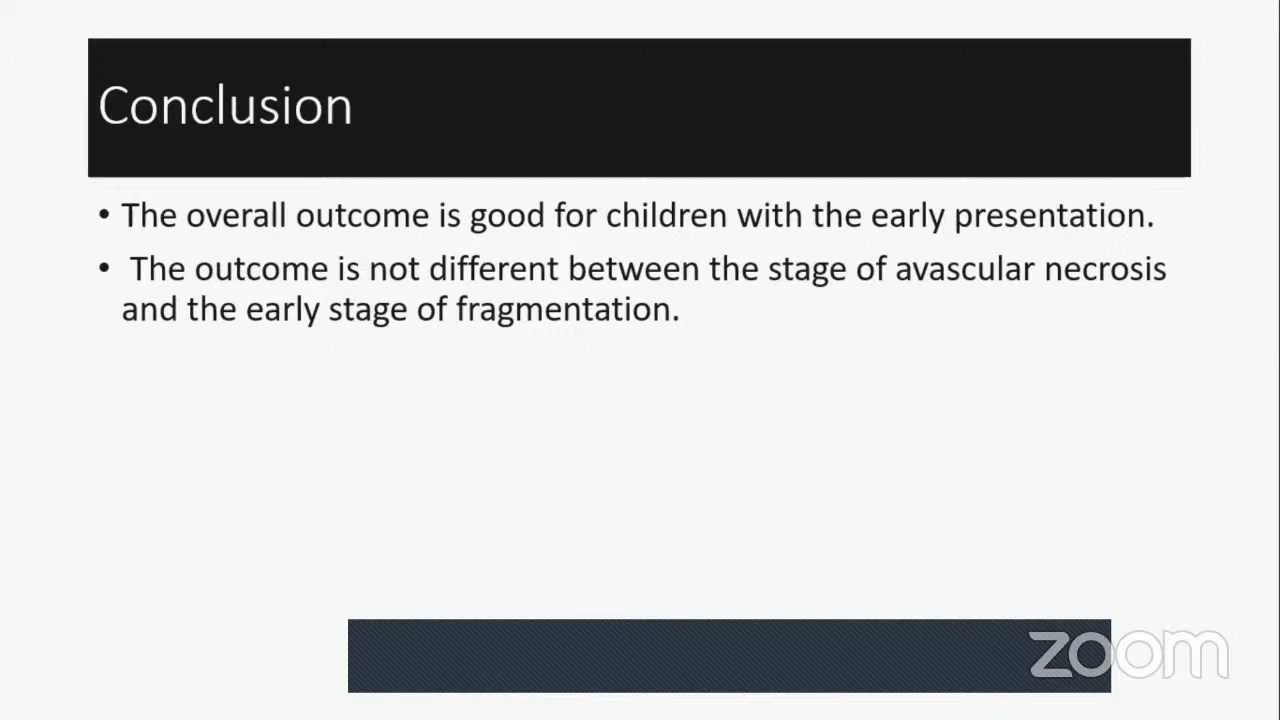 Conclusion
• The overall outcome is good for children with the early presentation.
• The outcome is not different between the stage of avascular necrosis
and the early stage of fragmentation.
zoom